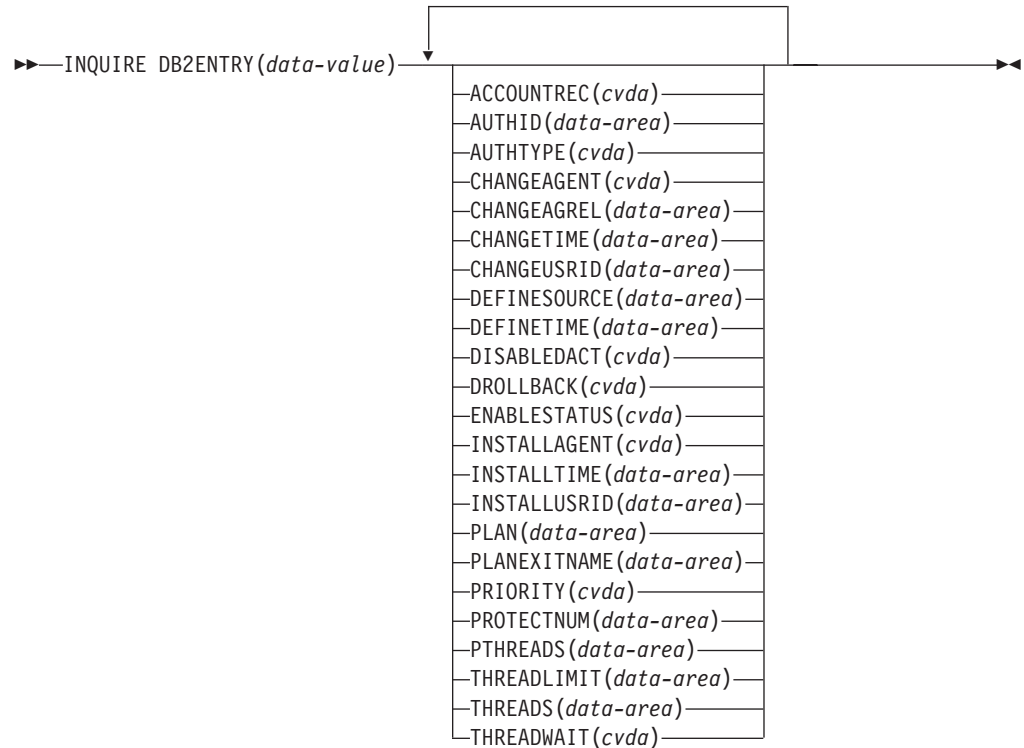 INQUIRE DB2ENTRY(data-value)
ACCOUNTREC(cvda)
AUTHID(data-area)
AUTHTYPE(cvda)
CHANGEAGENT(cvda)
CHANGEAGREL(data-area)
CHANGETIME(data-area)
CHANGEUSRID(data-area)
DEFINESOURCE(data-area)
DEFINETIME(data-area)
DISABLEDACT(cvda)
DROLLBACK(cvda)
ENABLESTATUS(cvda)
INSTALLAGENT(cvda)
INSTALLTIME(data-area)
INSTALLUSRID(data-area)
PLAN(data-area)
PLANEXITNAME(data-area)
PRIORITY(cvda)
PROTECTNUM(data-area)
PTHREADS(data-area)
THREADLIMIT(data-area)
THREADS(data-area)
THREADWAIT(cvda)